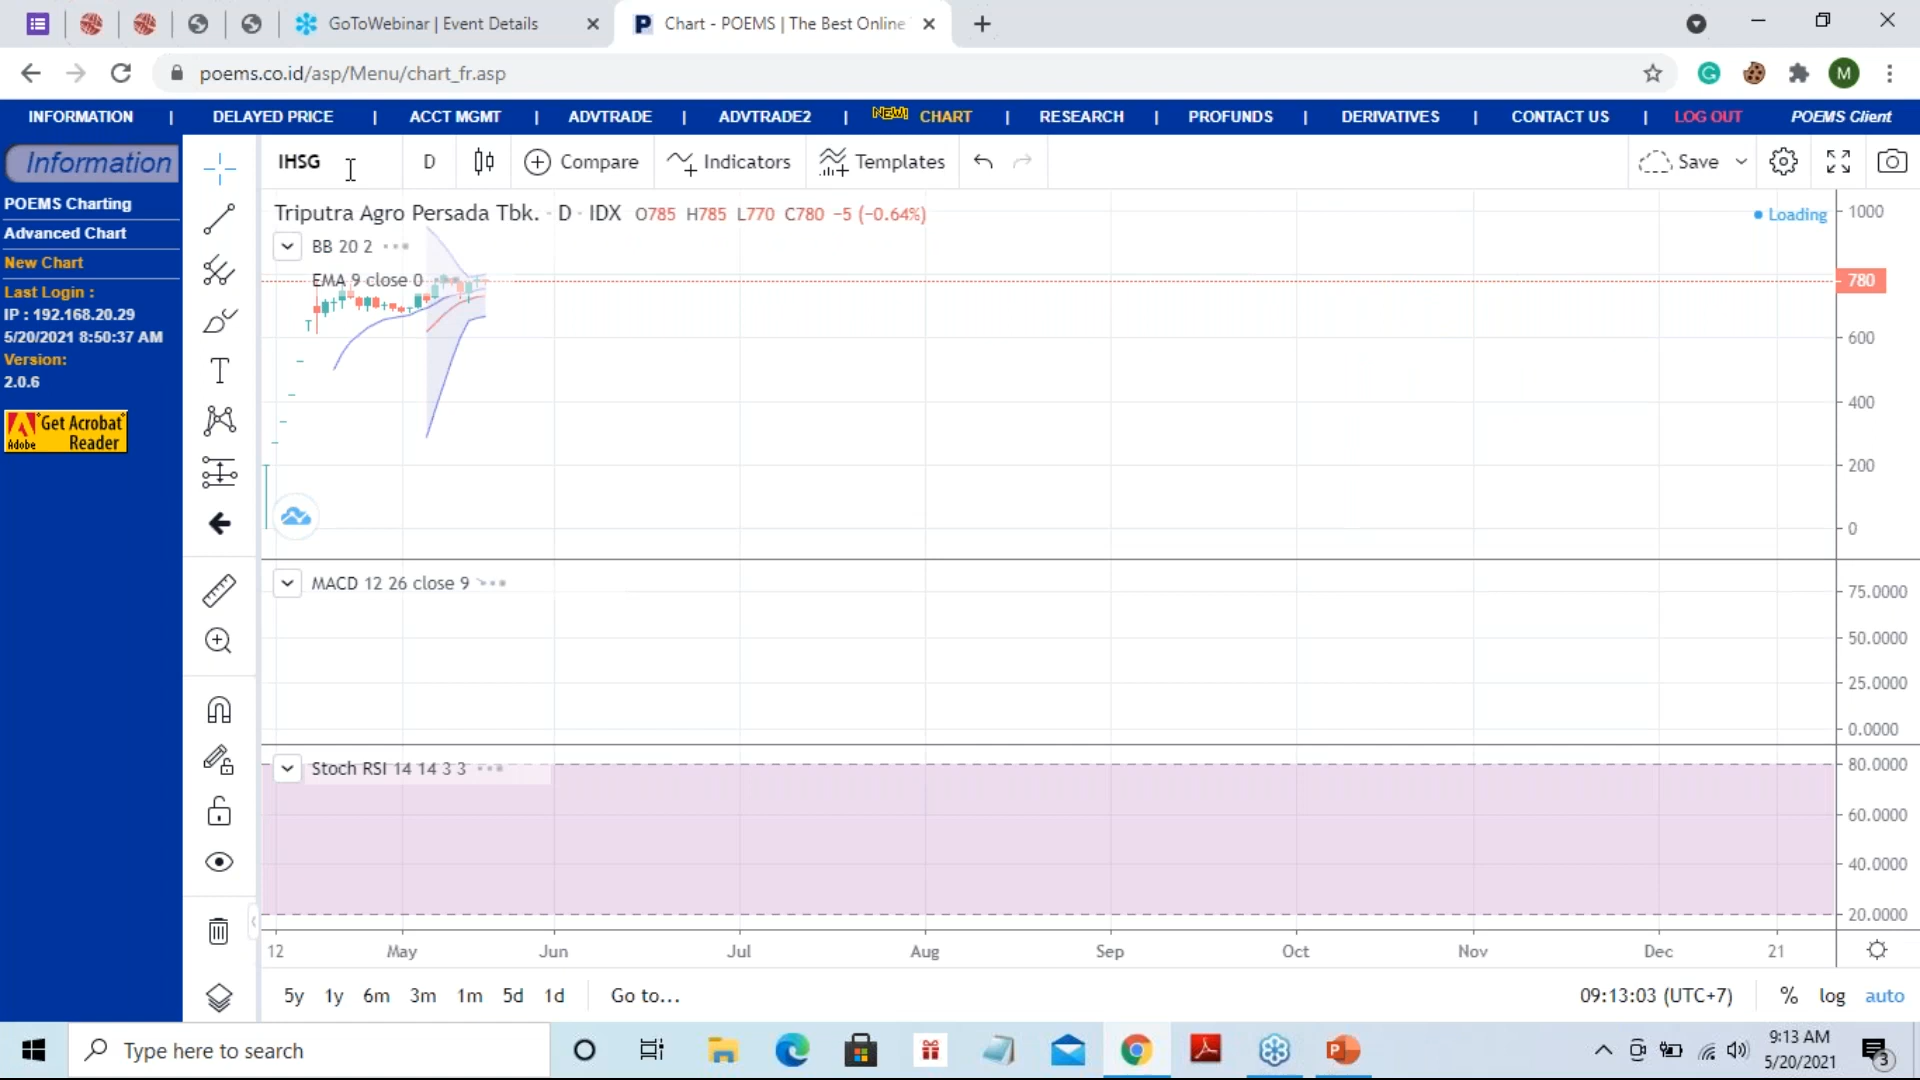 GoToWebinar | Event Details
Chart - POEMS | The Best Online
poems.co.id/asp/Menu/chart_fr.asp
G
M
INFORMATION | DELAYED PRICE | ACCT MGMT | ADVTRADE | ADVTRADE2 | NEW! CHART | RESEARCH | PROFUNDS | DERIVATIVES | CONTACT US | LOG OUT POEMS Client
Information
POEMS Charting
Advanced Chart
New Chart
Last Login :
IP : 192.168.20.29
5/20/2021 8:50:37 AM
Version:
2.0.6
Get Acrobat
Adobe Reader
IHSG D Compare Indicators Templates Save
Triputra Agro Persada Tbk. · D · IDX O785 H785 L770 C780 −5 (−0.64%)
Loading
BB 20 2
EMA 9 close 0
1000
780
600
400
200
0
MACD 12 26 close 9
75.0000
50.0000
25.0000
0.0000
Stoch RSI 14 14 3 3
80.0000
60.0000
40.0000
20.0000
12 May Jun Jul Aug Sep Oct Nov Dec 21
5y 1y 6m 3m 1m 5d 1d Go to...
09:13:03 (UTC+7) % log auto
Type here to search
9:13 AM
5/20/2021
3